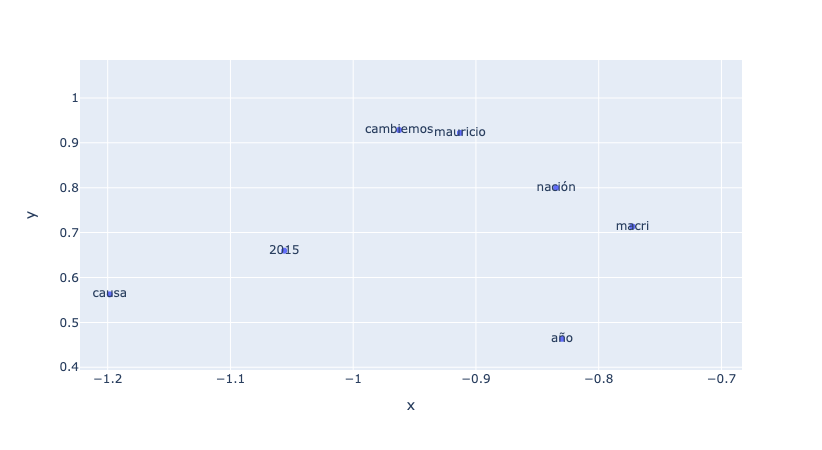 1
cambiemos mauricio
0.9
nación
0.8
macri
0.7
2015
0.6
causa
0.5
año
0.4
−1.2 −1.1 −1 −0.9 −0.8 −0.7
x
y